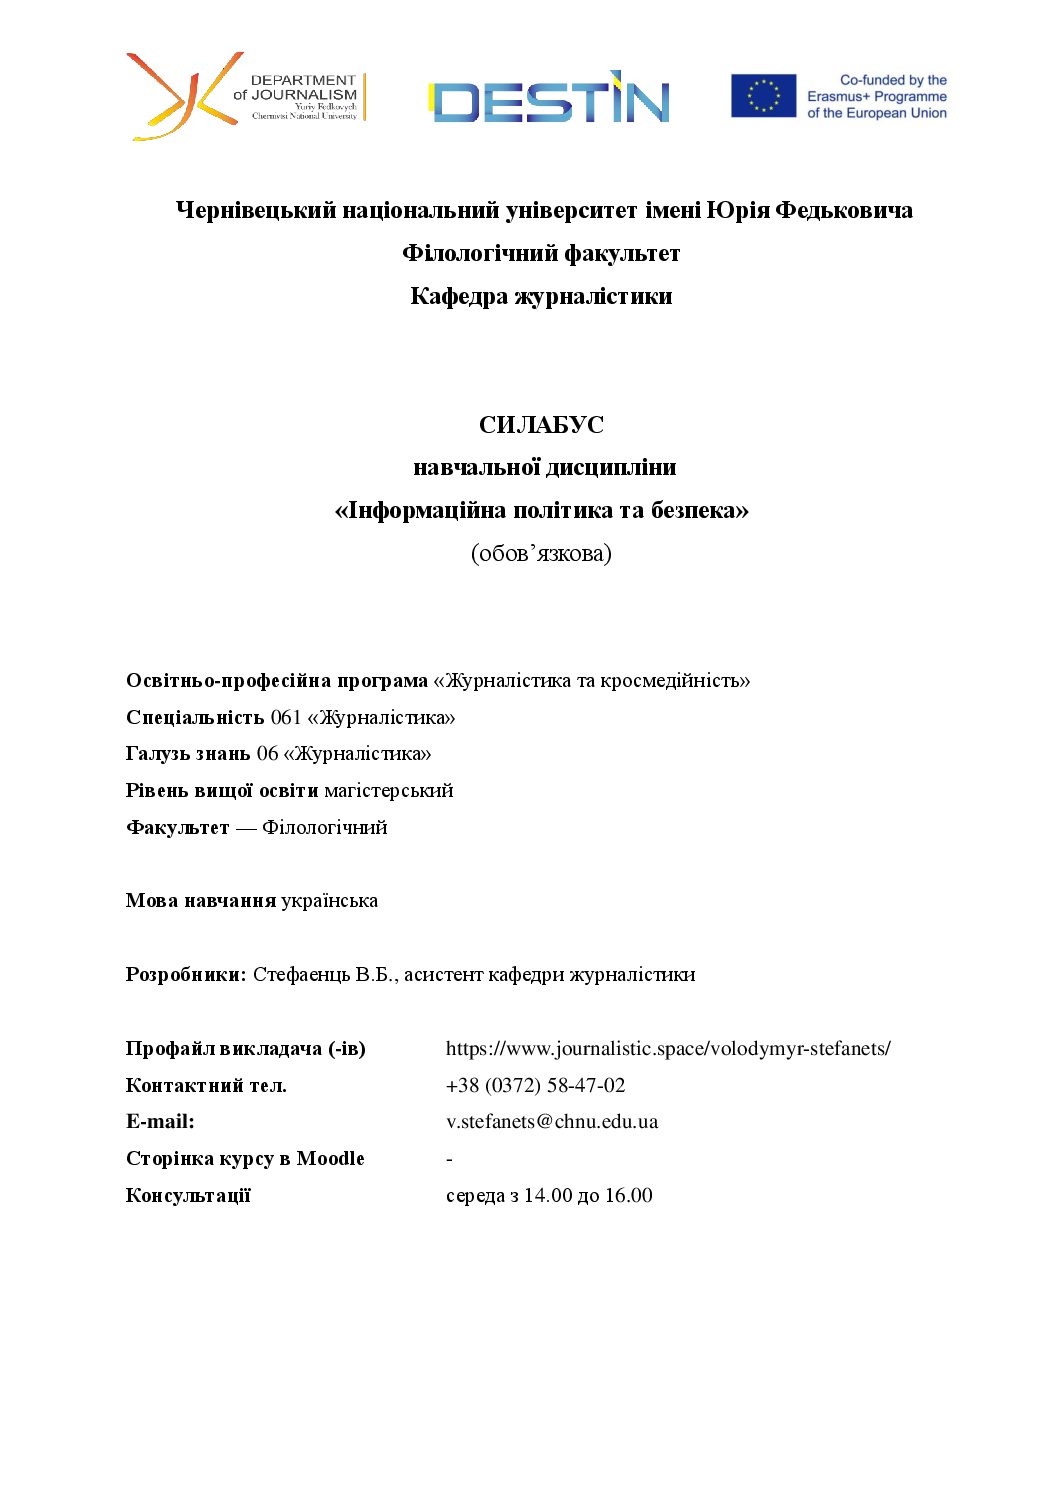 DEPARTMENT
of JOURNALISM
Yuriy Fedkovych
Chernivtsi National University
DESTIN
Co-funded by the
Erasmus+ Programme
of the European Union
Чернівецький національний університет імені Юрія Федьковича
Філологічний факультет
Кафедра журналістики
СИЛАБУС
навчальної дисципліни
«Інформаційна політика та безпека»
(обов’язкова)
Освітньо-професійна програма «Журналістика та кросмедійність»
Спеціальність 061 «Журналістика»
Галузь знань 06 «Журналістика»
Рівень вищої освіти магістерський
Факультет — Філологічний
Мова навчання українська
Розробники: Стефаенць В.Б., асистент кафедри журналістики
Профайл викладача (-ів) https://www.journalistic.space/volodymyr-stefanets/
Контактний тел. +38 (0372) 58-47-02
E-mail: v.stefanets@chnu.edu.ua
Сторінка курсу в Moodle -
Консультації середа з 14.00 до 16.00